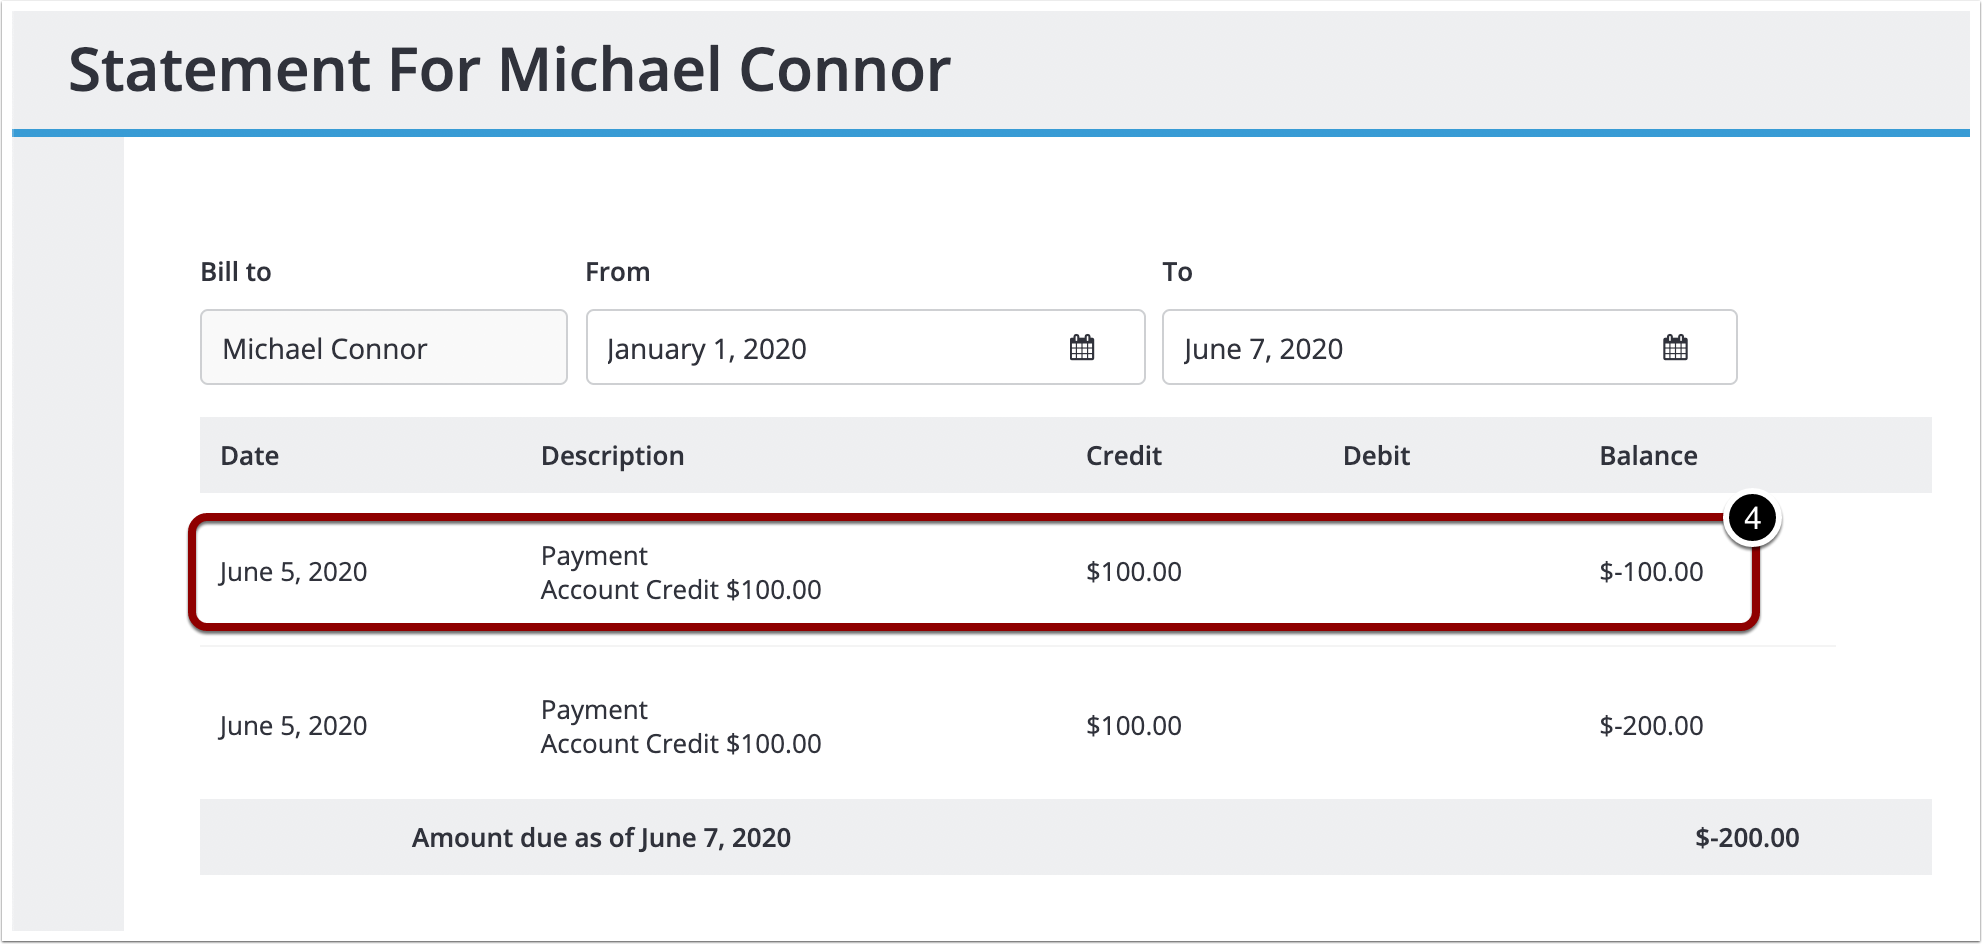 Statement For Michael Connor
Bill to From To
Michael Connor January 1, 2020 June 7, 2020
Date Description Credit Debit Balance
4
June 5, 2020 Payment $100.00 $-100.00
Account Credit $100.00
June 5, 2020 Payment $100.00 $-200.00
Account Credit $100.00
Amount due as of June 7, 2020 $-200.00